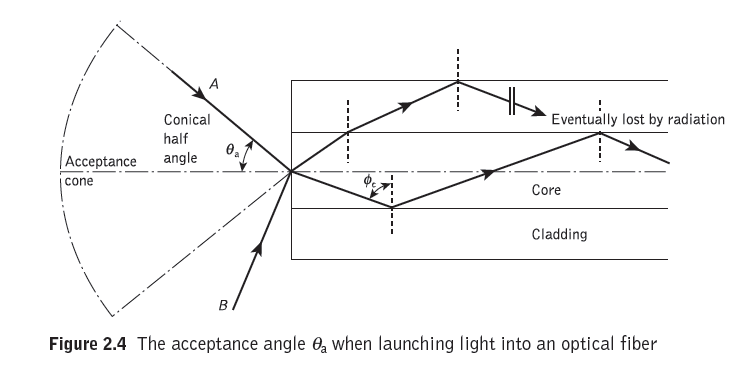 A
Conical
half
angle
θa
Acceptance
cone
ϕc
Eventually lost by radiation
Core
Cladding
B
Figure 2.4 The acceptance angle θa when launching light into an optical fiber